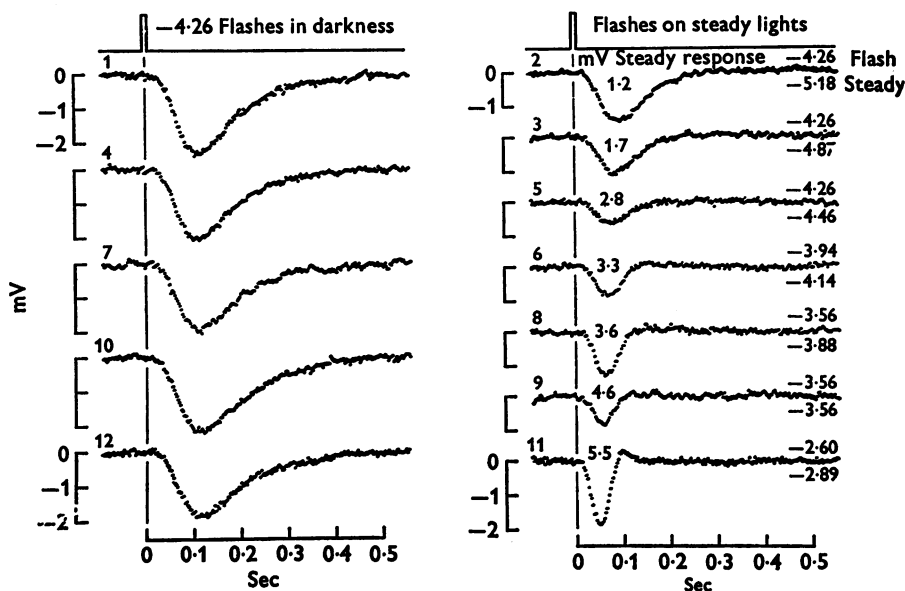 −4·26 Flashes in darkness
1
0
−1
−2
4
7
mV
10
12
0
−1
−2
0 0·1 0·2 0·3 0·4 0·5
Sec
Flashes on steady lights
2 mV Steady response −4·26 Flash
0 1·2 −5·18 Steady
−1
3 1·7 −4·26
−4·87
5 2·8 −4·26
−4·46
6 3·3 −3·94
−4·14
8 3·6 −3·56
−3·88
9 4·6 −3·56
−3·56
11 5·5 −2·60
0 −2·89
−1
−2
0 0·1 0·2 0·3 0·4 0·5
Sec